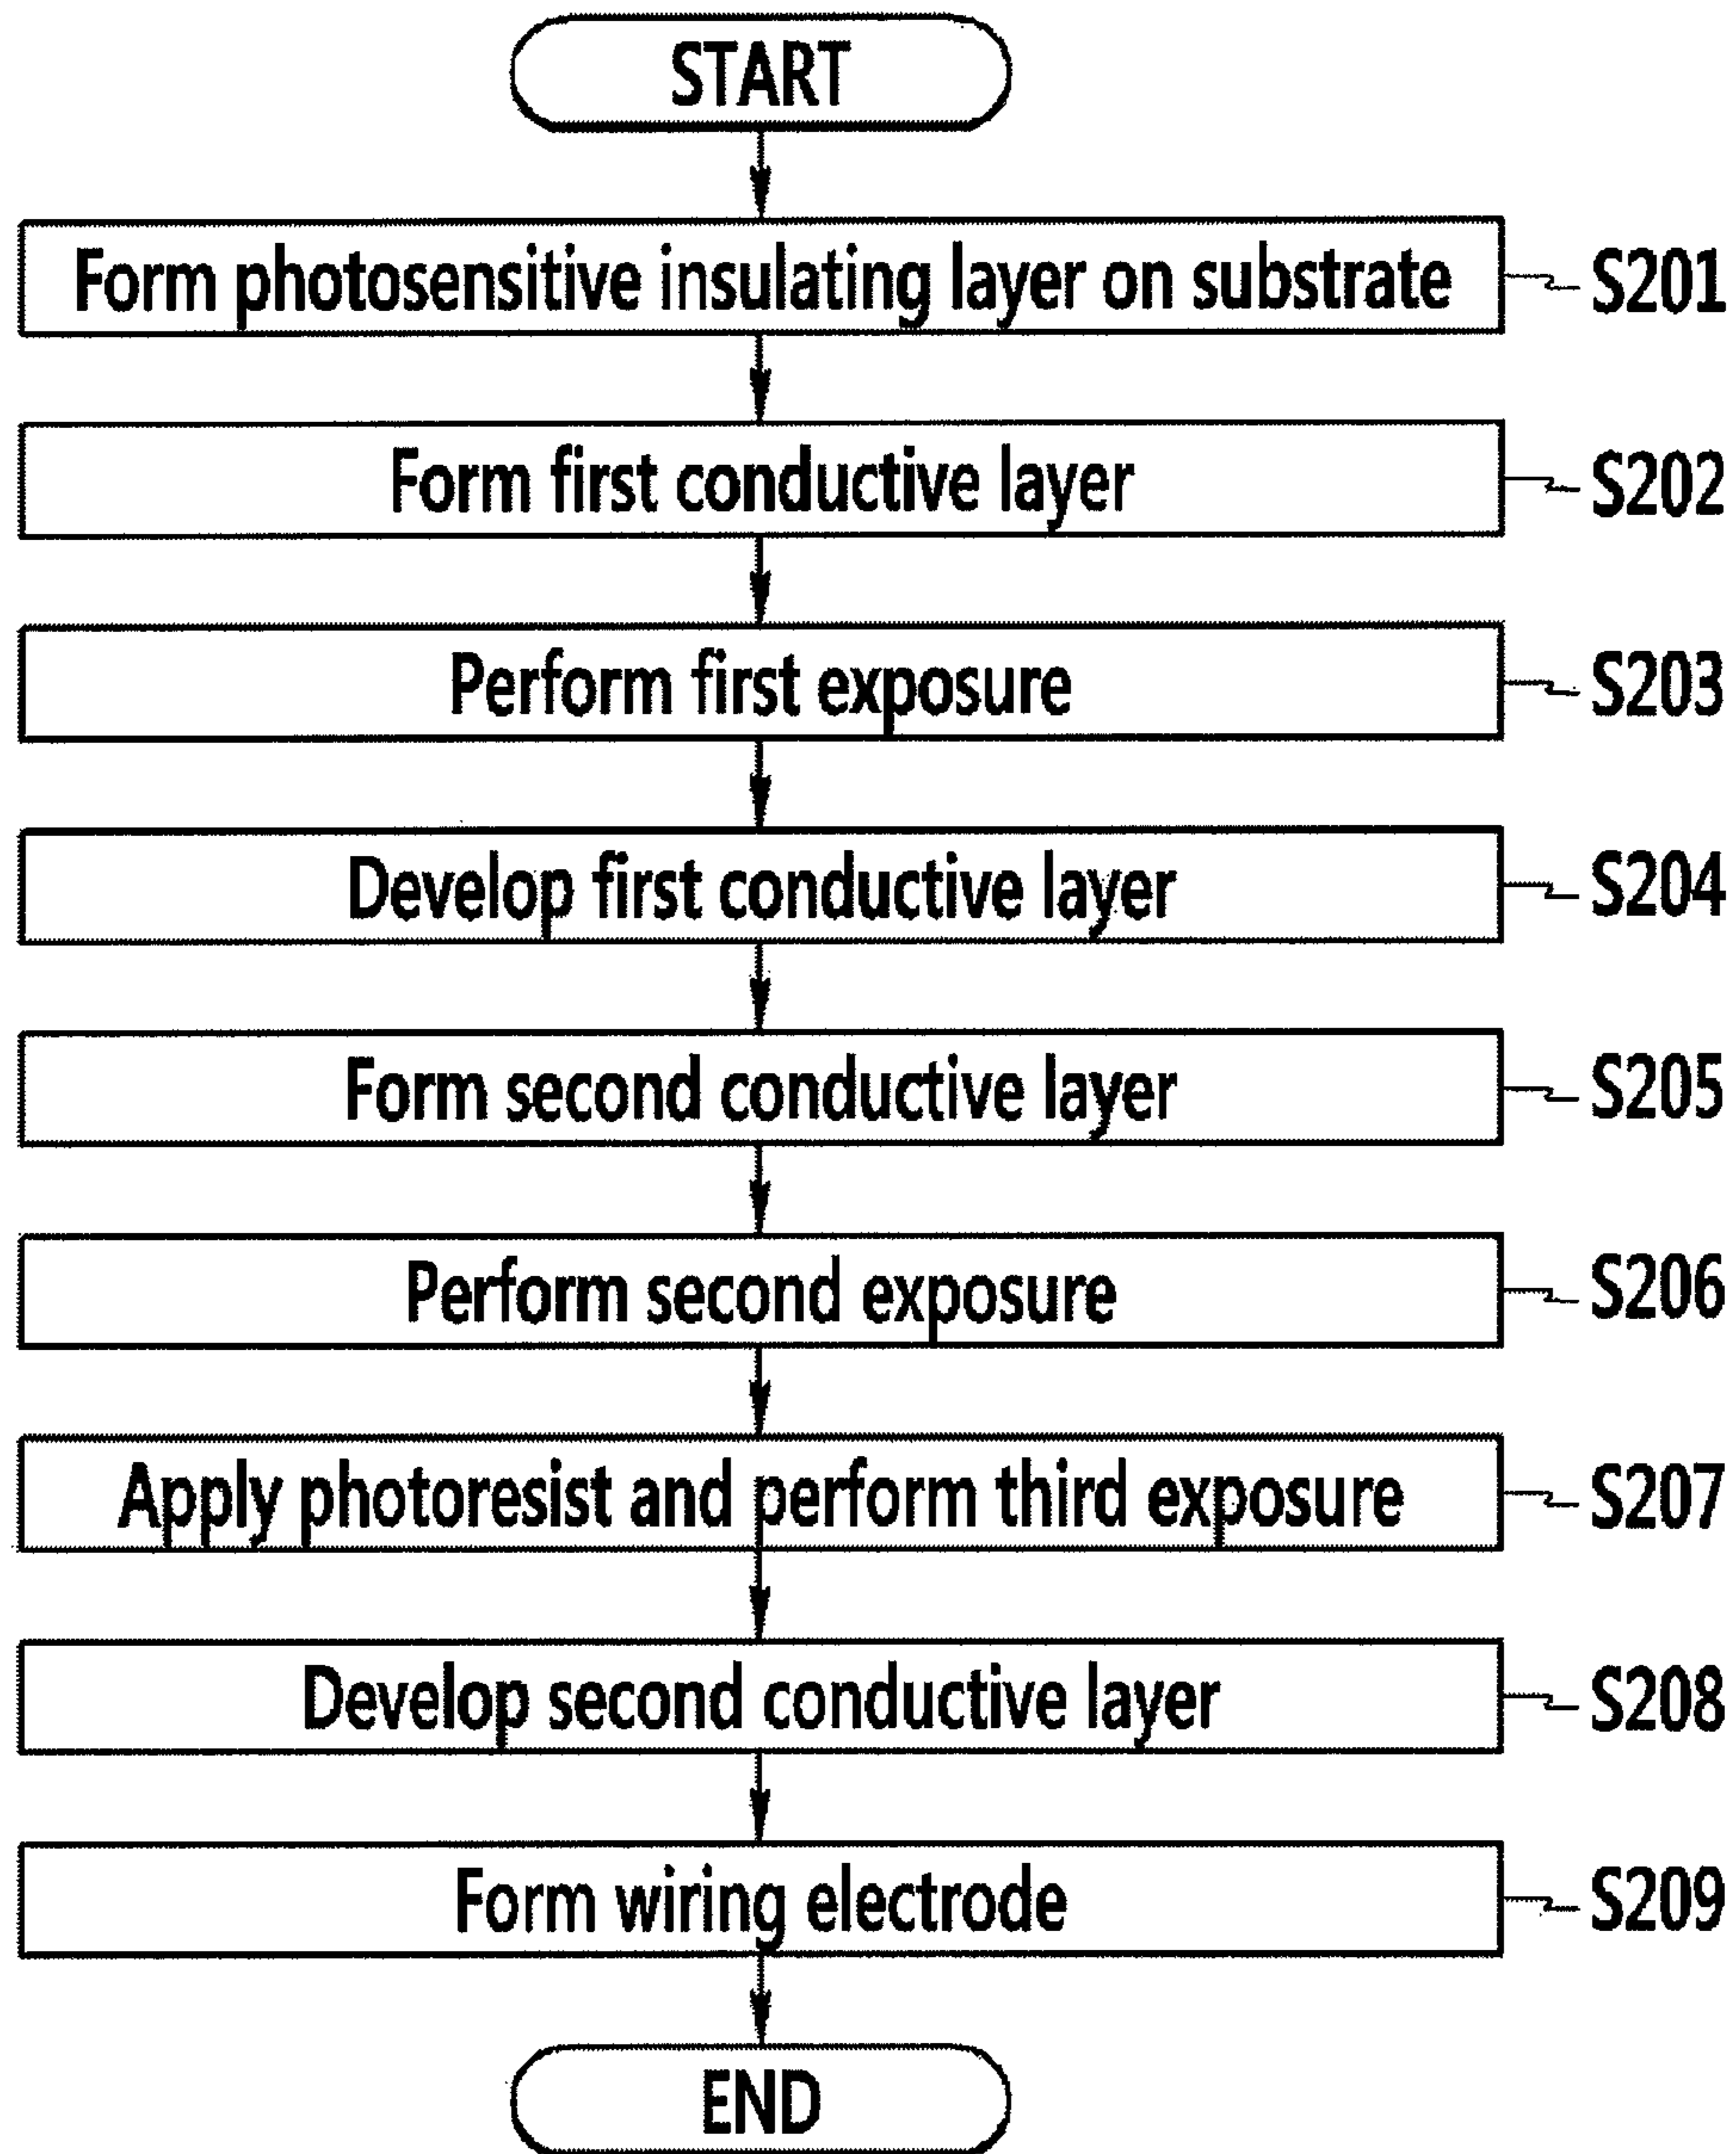 START
Form photosensitive insulating layer on substrate S201
Form first conductive layer S202
Perform first exposure S203
Develop first conductive layer S204
Form second conductive layer S205
Perform second exposure S206
Apply photoresist and perform third exposure S207
Develop second conductive layer S208
Form wiring electrode S209
END